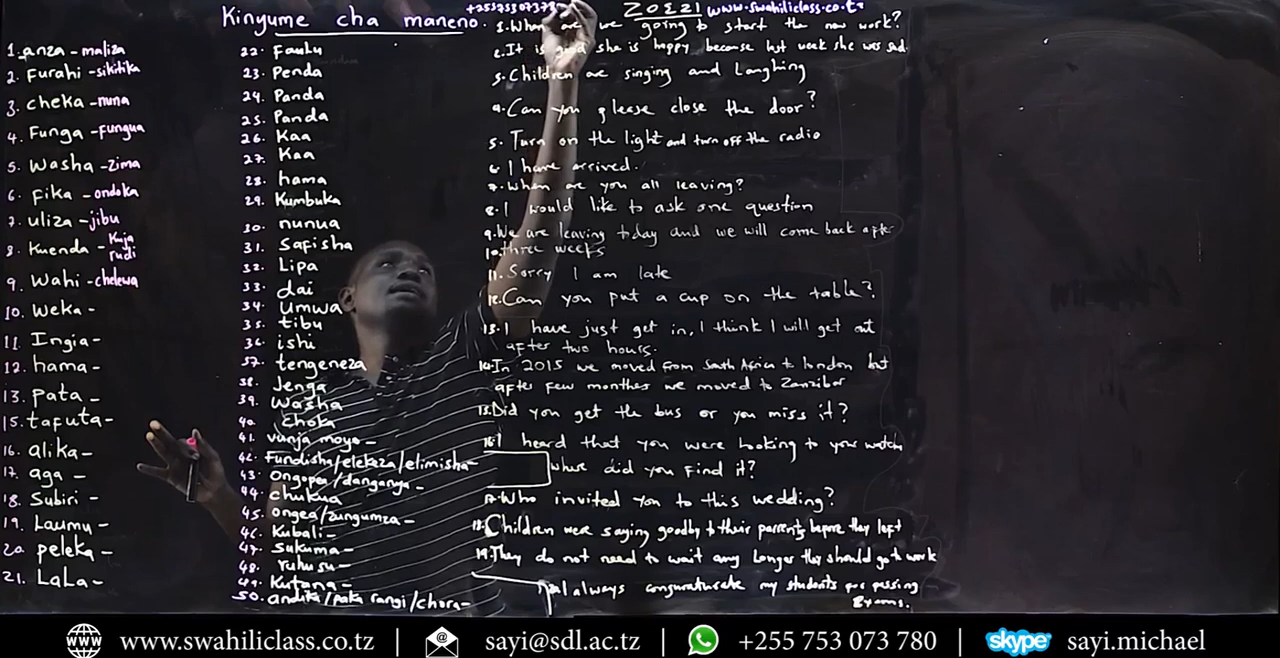 Kinyume cha maneno.
+255753073780
20E21 www.swahiliclass.co.tz
1. anza - maliza
2. Furahi - sikitika
3. cheka - nuna
4. Funga - Fungua
5. Washa - Zima
6. Fika - ondoka
7. uliza - jibu
8. Kuenda - Kuja
rudi
9. Wahi - chelewa
10. Weka -
11 Ingia -
12. hama -
13. pata -
15. tafuta -
16. alika -
17. aga -
18. Subiri -
19. Laumu -
20. peleka -
21. LaLa -
22. Faulu
23. Penda
24. Panda
25. Panda
26. Kaa
27. Kaa
28. hama
29. Kumbuka
30. nunua
31. Safisha
32. Lipa
33. dai
34. umwa
35. tibu
36. ishi
37. tengeneza
38. Jenga
39. Washa
40. choka
41. vunja moyo -
42. Fundisha/elekeza/elimisha -
43. Ongopea/danganya -
44. chukua
45. ongea/zungumza -
46. Kubali -
47. Sukuma -
48. ruhusu -
49. Kutana -
50. andika/paka rangi/chora -
1. When are we going to start the new work?
2. It is good she is happy because last week she was sad.
3. Children are singing and Laughing
4. Can you please close the door?
5. Turn on the light and turn off the radio
6. I have arrived.
7. When are you all leaving?
8. I would like to ask one question
9. We are leaving today and we will come back after
10. three weeks
11. Sorry I am late
12. Can you put a cup on the table?
13. I have just get in, I think I will get out
after two hours.
14. In 2015 we moved from South Africa to London but
after few monthes we moved to Zanzibar
15. Did you get the bus or you miss it?
16. I heard that you were Looking to your watch
where did you find it?
17. Who invited you to this wedding?
18. Children were saying goodby to their parents before they left
19. They do not need to wait any Longer they should go to work
I always my students for passing
Exams.
www.swahiliclass.co.tz | sayi@sdl.ac.tz | +255 753 073 780 | skype sayi.michael